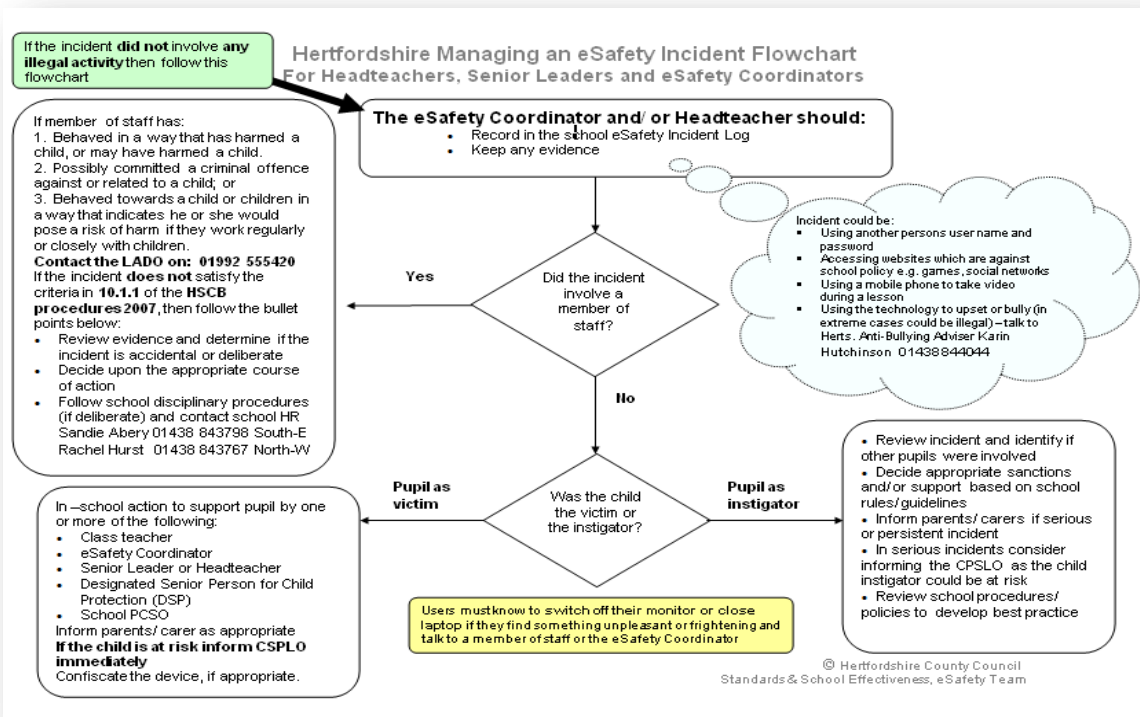 If the incident did not involve any
illegal activity then follow this
flowchart
Hertfordshire Managing an eSafety Incident Flowchart
For Headteachers, Senior Leaders and eSafety Coordinators
The eSafety Coordinator and/ or Headteacher should:
• Record in the school eSafety Incident Log
• Keep any evidence
If member of staff has:
1. Behaved in a way that has harmed a
child, or may have harmed a child.
2. Possibly committed a criminal offence
against or related to a child; or
3. Behaved towards a child or children in
a way that indicates he or she would
pose a risk of harm if they work regularly
or closely with children.
Contact the LADO on: 01992 555420
If the incident does not satisfy the
criteria in 10.1.1 of the HSCB
procedures 2007, then follow the bullet
points below:
• Review evidence and determine if the
incident is accidental or deliberate
• Decide upon the appropriate course
of action
• Follow school disciplinary procedures
(if deliberate) and contact school HR
Sandie Abery 01438 843798 South-E
Rachel Hurst 01438 843767 North-W
Yes
Did the incident
involve a
member of
staff?
Incident could be:
▪ Using another persons user name and
password
▪ Accessing websites which are against
school policy e.g. games, social networks
▪ Using a mobile phone to take video
during a lesson
▪ Using the technology to upset or bully (in
extreme cases could be illegal) – talk to
Herts. Anti-Bullying Adviser Karin
Hutchinson 01438 844044
No
Pupil as
victim
Was the child
the victim or
the instigator?
Pupil as
instigator
In –school action to support pupil by one
or more of the following:
• Class teacher
• eSafety Coordinator
• Senior Leader or Headteacher
• Designated Senior Person for Child
Protection (DSP)
• School PCSO
Inform parents/ carer as appropriate
If the child is at risk inform CSPLO
immediately
Confiscate the device, if appropriate.
• Review incident and identify if
other pupils were involved
• Decide appropriate sanctions
and/ or support based on school
rules/ guidelines
• Inform parents/ carers if serious
or persistent incident
• In serious incidents consider
informing the CPSLO as the child
instigator could be at risk
• Review school procedures/
policies to develop best practice
Users must know to switch off their monitor or close
laptop if they find something unpleasant or frightening and
talk to a member of staff or the eSafety Coordinator
© Hertfordshire County Council
Standards & School Effectiveness, eSafety Team